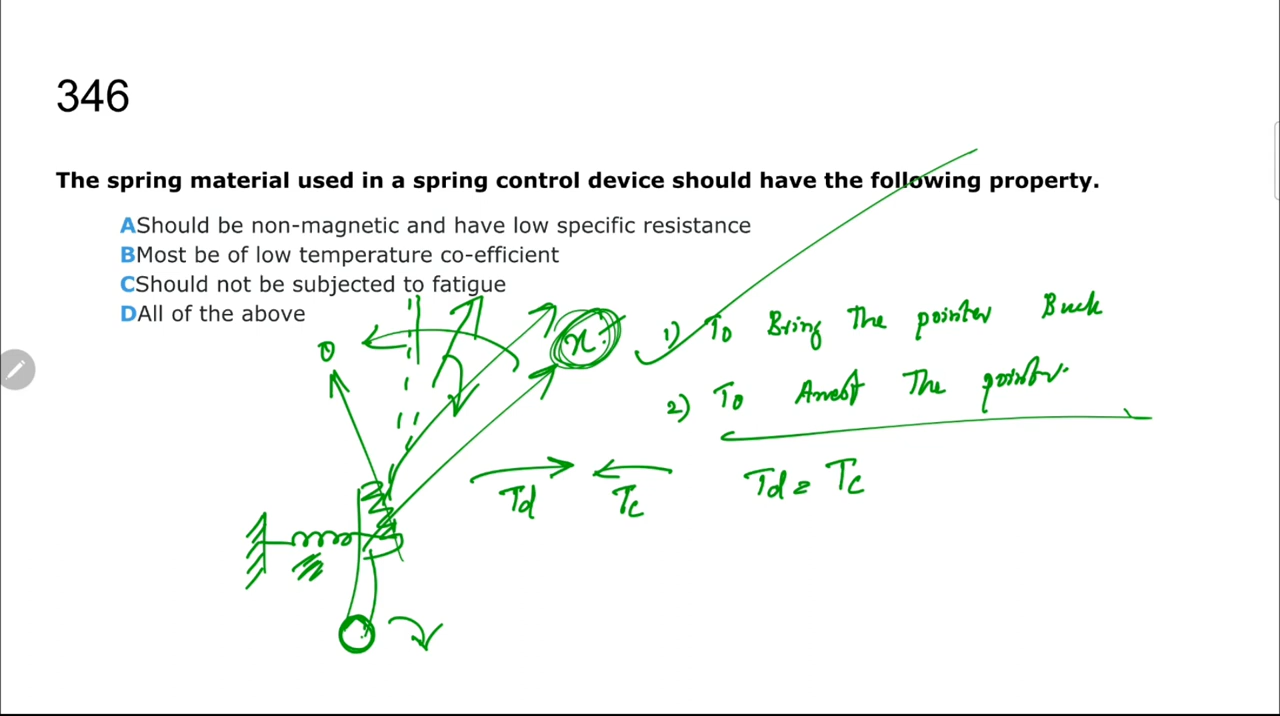 346
The spring material used in a spring control device should have the following property.
AShould be non-magnetic and have low specific resistance
BMost be of low temperature co-efficient
CShould not be subjected to fatigue
DAll of the above
0
x
1) To Bring The pointer Back
2) To Arrest The pointer.
Td Tc Td = Tc